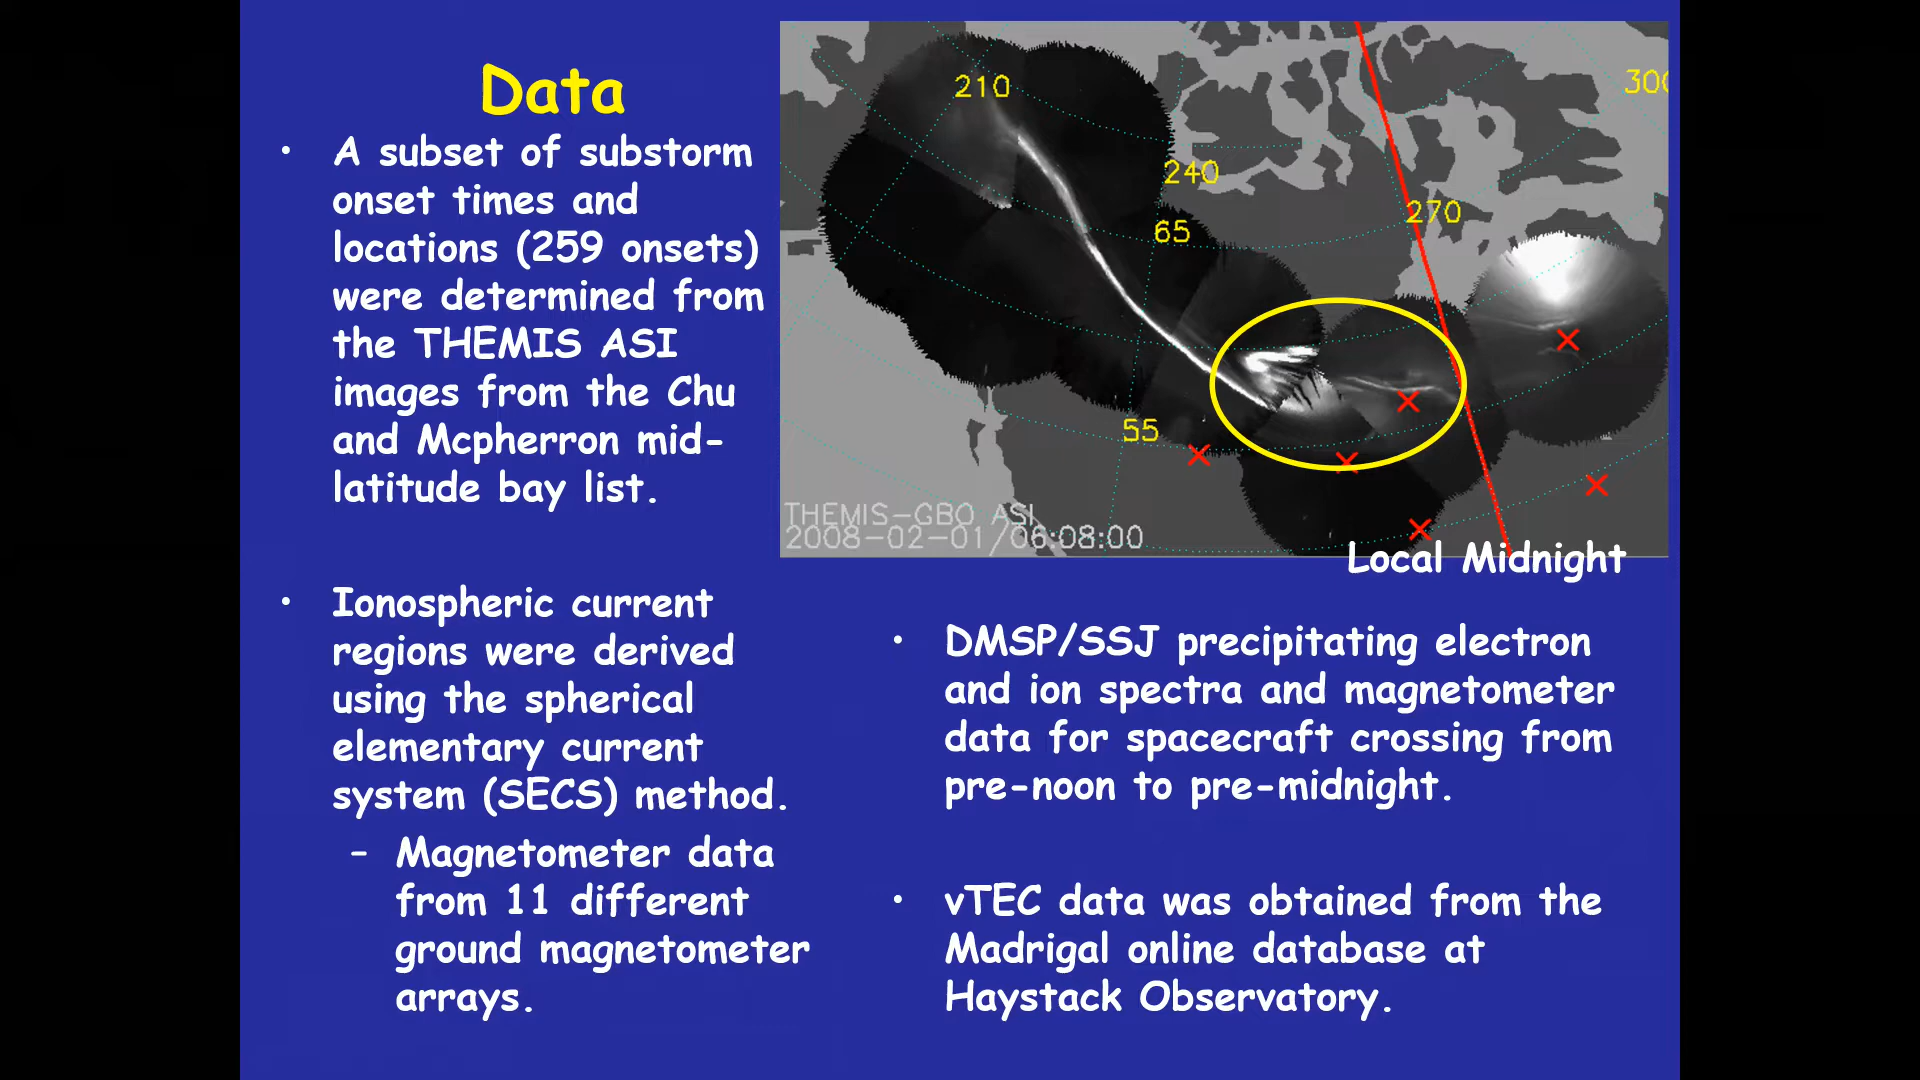 Data
• A subset of substorm
onset times and
locations (259 onsets)
were determined from
the THEMIS ASI
images from the Chu
and Mcpherron mid-
latitude bay list.
• Ionospheric current
regions were derived
using the spherical
elementary current
system (SECS) method.
– Magnetometer data
from 11 different
ground magnetometer
arrays.
210
240
65
270
300
55
THEMIS-GBO ASI
2008-02-01/06:08:00
Local Midnight
• DMSP/SSJ precipitating electron
and ion spectra and magnetometer
data for spacecraft crossing from
pre-noon to pre-midnight.
• vTEC data was obtained from the
Madrigal online database at
Haystack Observatory.